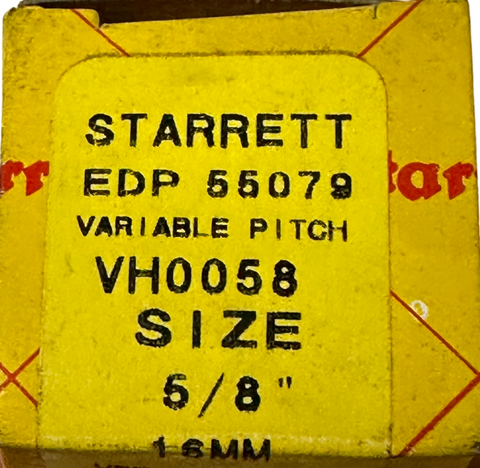 STARRETT
EDP 55079
VARIABLE PITCH
VH0058
SIZE
5/8"
16MM